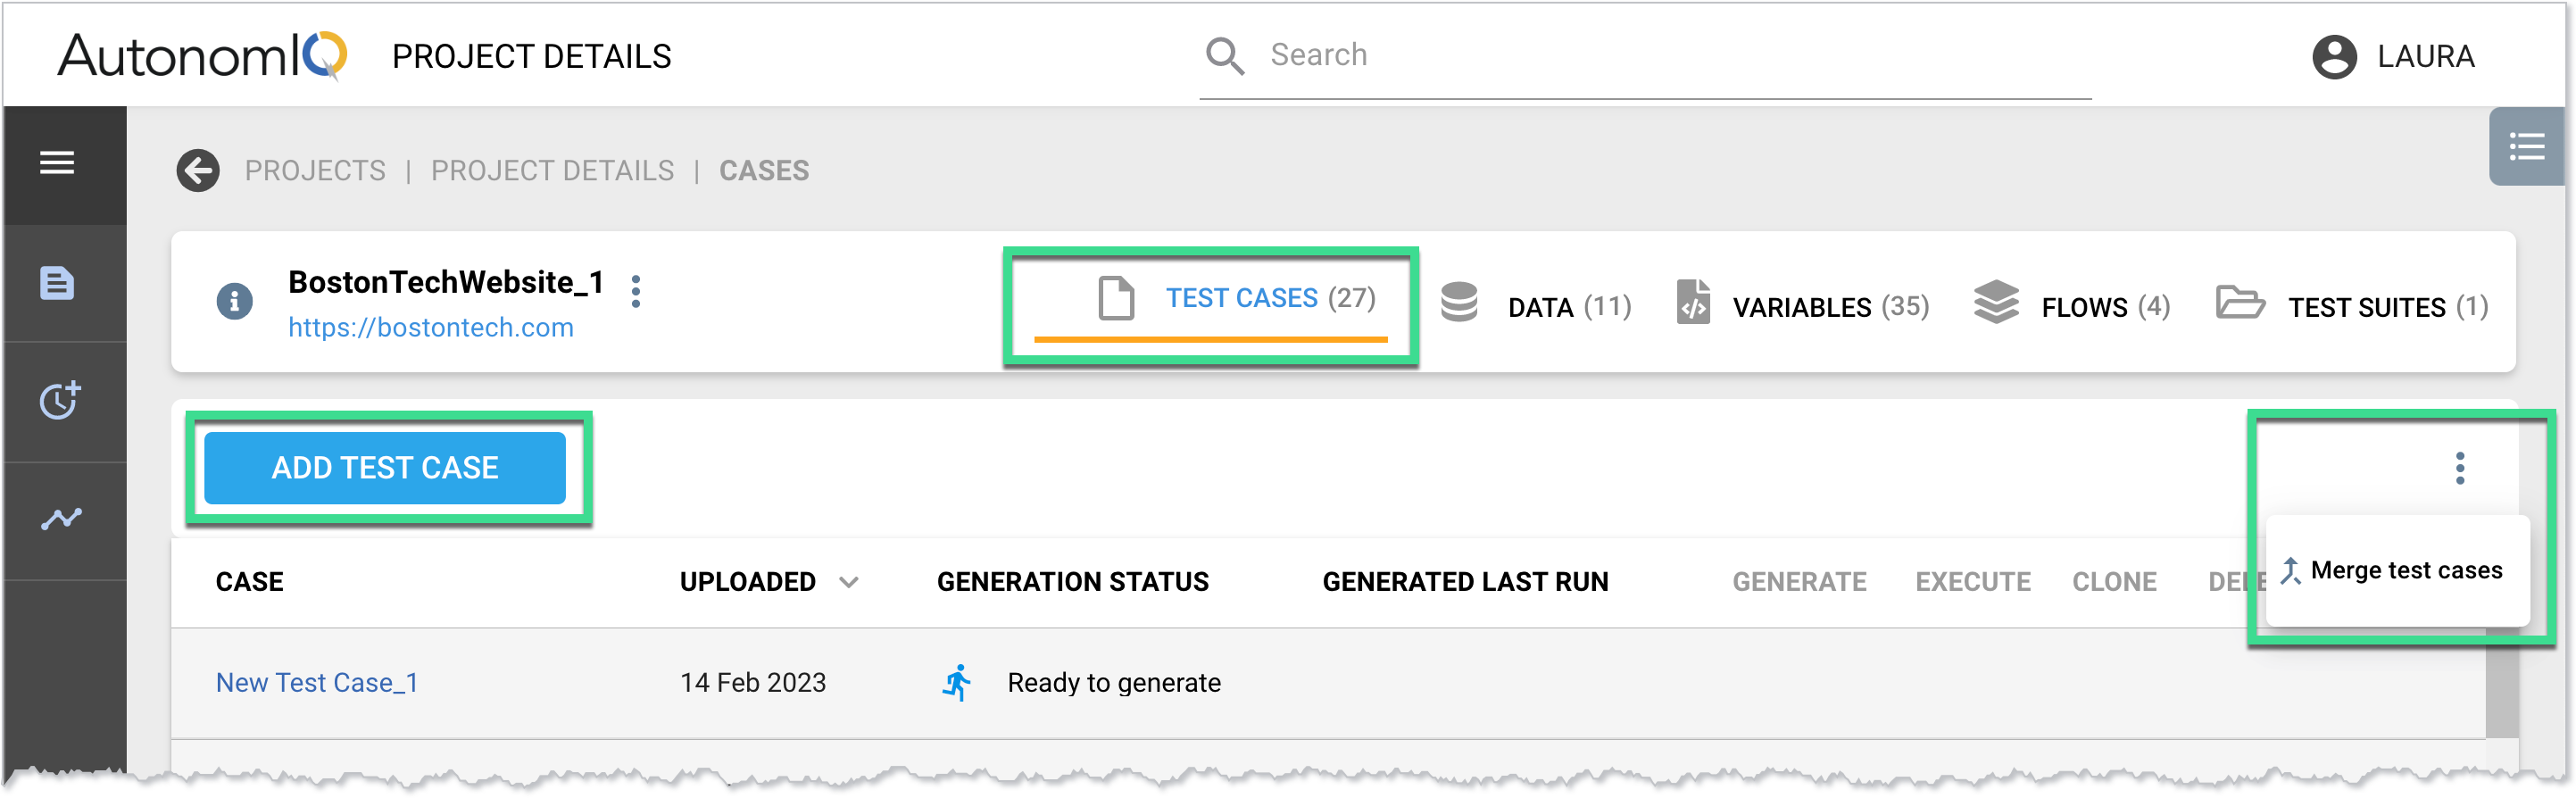 AutonomIQ PROJECT DETAILS Search LAURA
PROJECTS | PROJECT DETAILS | CASES
BostonTechWebsite_1
https://bostontech.com
TEST CASES (27) DATA (11) VARIABLES (35) FLOWS (4) TEST SUITES (1)
ADD TEST CASE
Merge test cases
CASE UPLOADED GENERATION STATUS GENERATED LAST RUN GENERATE EXECUTE CLONE
New Test Case_1 14 Feb 2023 Ready to generate